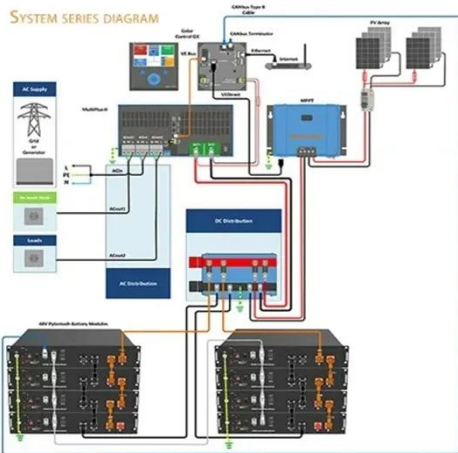 SYSTEM SERIES DIAGRAM
CANbus Type B
Cable
Color
Control GX
CANbus Terminator
VE Bus
Ethernet
Internet
PV Array
AC Supply
MultiPlus-II
VE Direct
MPPT
Grid
or
Generator
L
PE
N
ACin
ACout1
Loads
DC Distribution
ACout2
AC Distribution
48V Pylontech Battery Modules